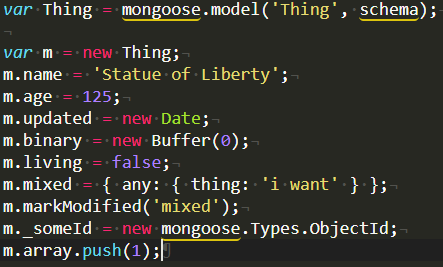 var Thing = mongoose.model('Thing', schema);
var m = new Thing;
m.name = 'Statue of Liberty';
m.age = 125;
m.updated = new Date;
m.binary = new Buffer(0);
m.living = false;
m.mixed = { any: { thing: 'i want' } };
m.markModified('mixed');
m._someId = new mongoose.Types.ObjectId;
m.array.push(1);